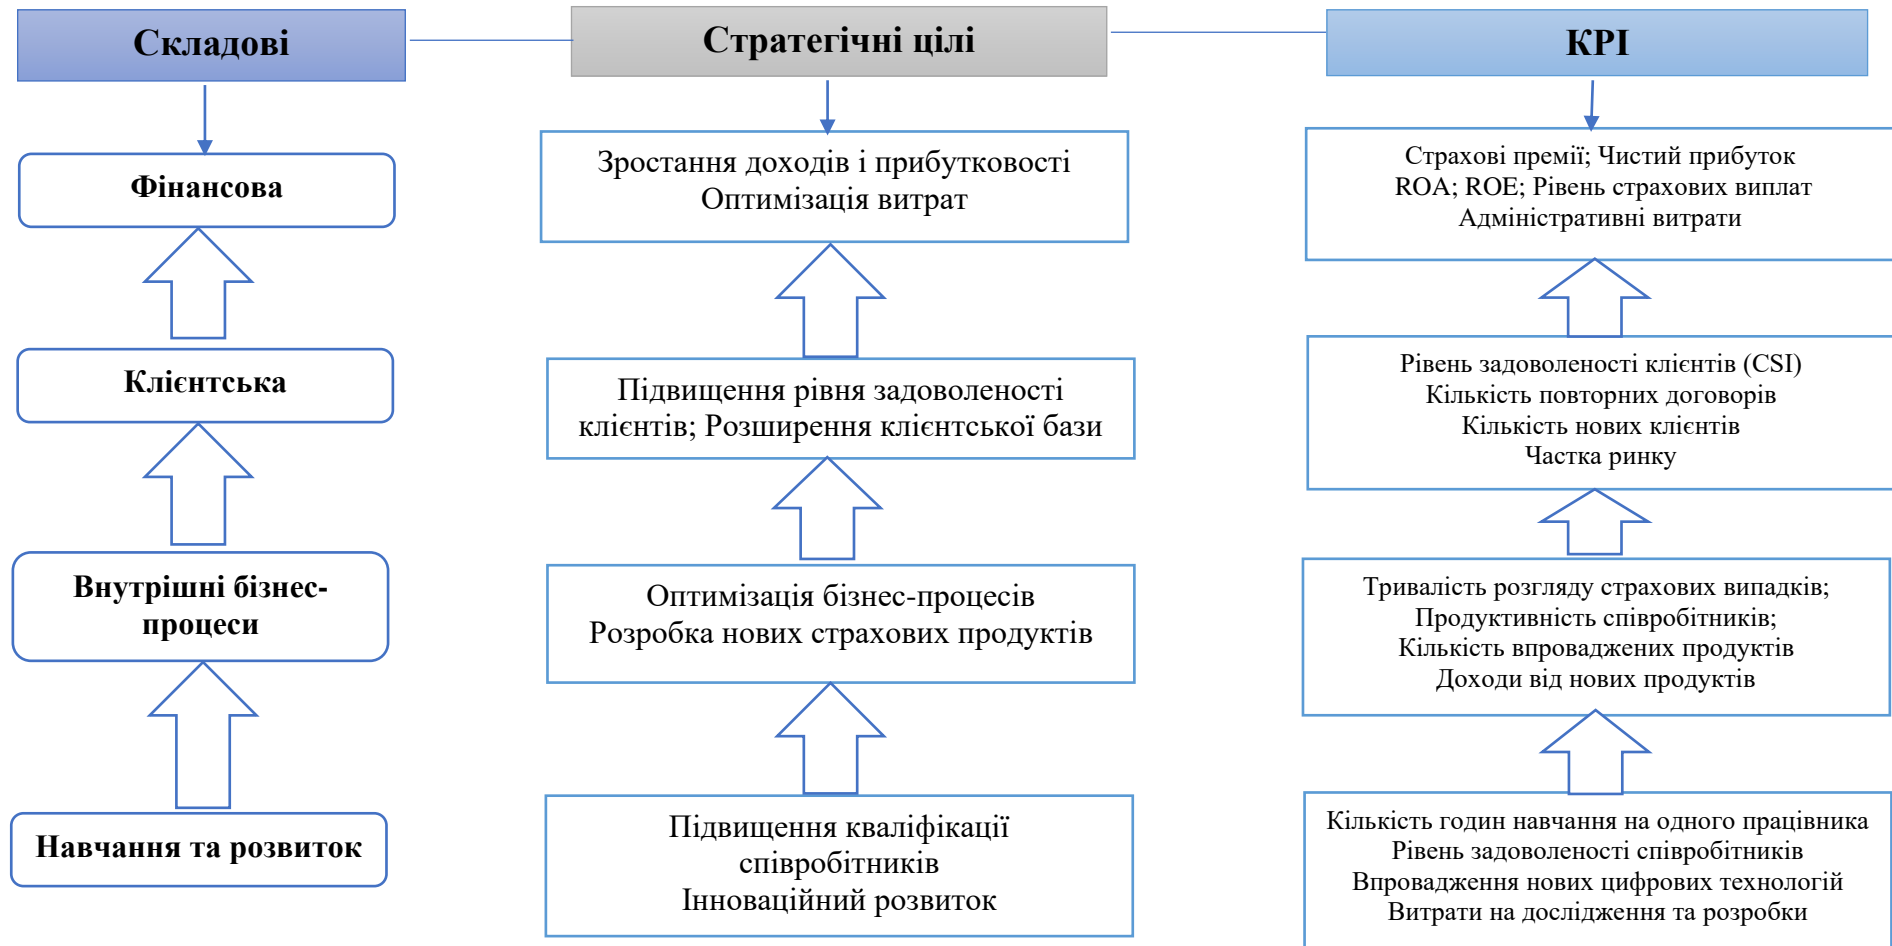 Складові
Стратегічні цілі
КРІ
Фінансова
Зростання доходів і прибутковості
Оптимізація витрат
Страхові премії; Чистий прибуток
ROA; ROE; Рівень страхових виплат
Адміністративні витрати
Клієнтська
Підвищення рівня задоволеності
клієнтів; Розширення клієнтської бази
Рівень задоволеності клієнтів (CSI)
Кількість повторних договорів
Кількість нових клієнтів
Частка ринку
Внутрішні бізнес-
процеси
Оптимізація бізнес-процесів
Розробка нових страхових продуктів
Тривалість розгляду страхових випадків;
Продуктивність співробітників;
Кількість впроваджених продуктів
Доходи від нових продуктів
Навчання та розвиток
Підвищення кваліфікації
співробітників
Інноваційний розвиток
Кількість годин навчання на одного працівника
Рівень задоволеності співробітників
Впровадження нових цифрових технологій
Витрати на дослідження та розробки